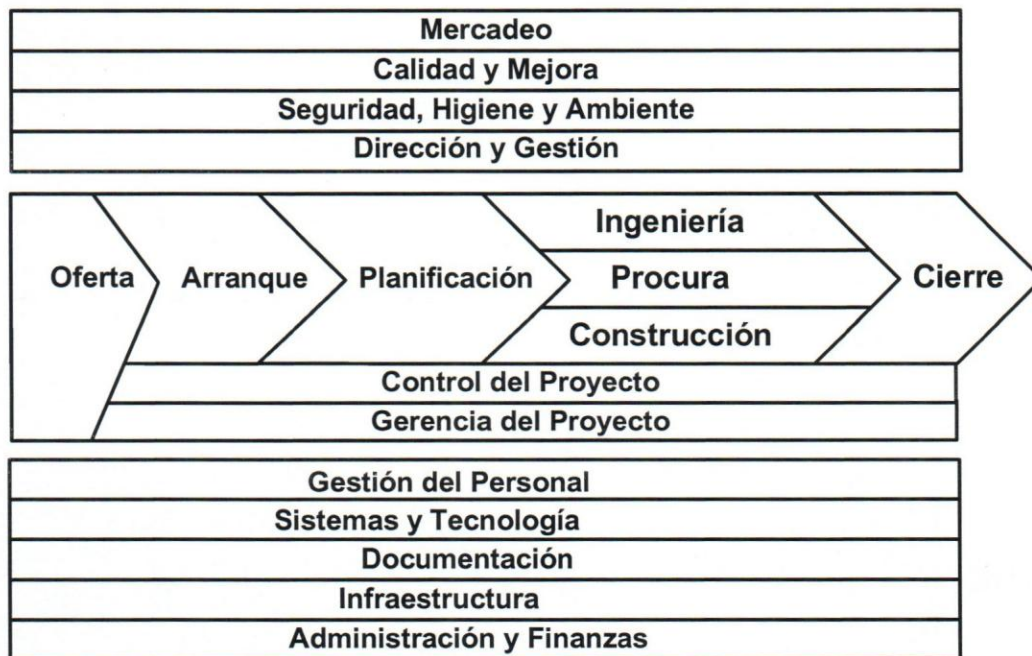 Mercadeo
Calidad y Mejora
Seguridad, Higiene y Ambiente
Dirección y Gestión
Oferta
Arranque
Planificación
Ingeniería
Procura
Construcción
Cierre
Control del Proyecto
Gerencia del Proyecto
Gestión del Personal
Sistemas y Tecnología
Documentación
Infraestructura
Administración y Finanzas